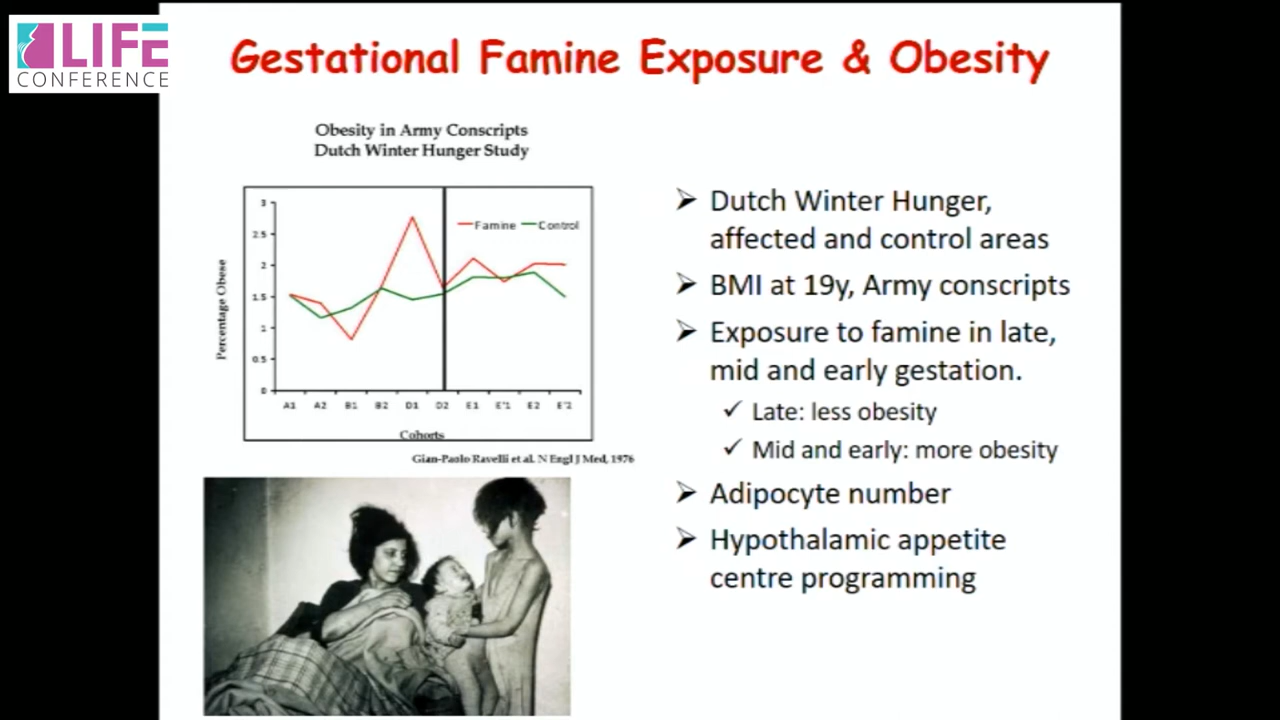 LIFE
CONFERENCE
Gestational Famine Exposure & Obesity
Obesity in Army Conscripts
Dutch Winter Hunger Study
3
2.5
2
1.5
1
0.5
0
Percentage Obese
Famine Control
A1 A2 B1 B2 D1 D2 E1 E'1 E2 E'2
Cohorts
Gian-Paolo Ravelli et al. N Engl J Med, 1976
➢ Dutch Winter Hunger,
affected and control areas
➢ BMI at 19y, Army conscripts
➢ Exposure to famine in late,
mid and early gestation.
✓ Late: less obesity
✓ Mid and early: more obesity
➢ Adipocyte number
➢ Hypothalamic appetite
centre programming